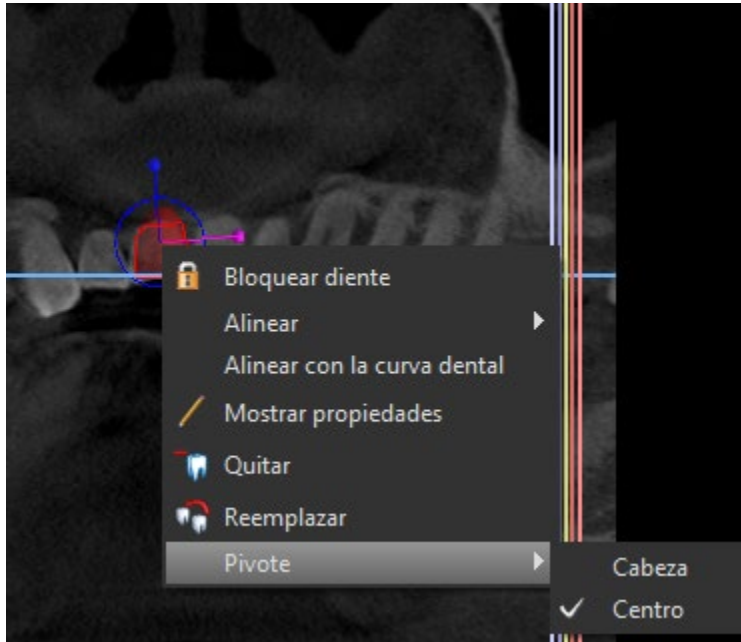 Bloquear diente
Alinear
Alinear con la curva dental
Mostrar propiedades
Quitar
Reemplazar
Pivote
Cabeza
Centro